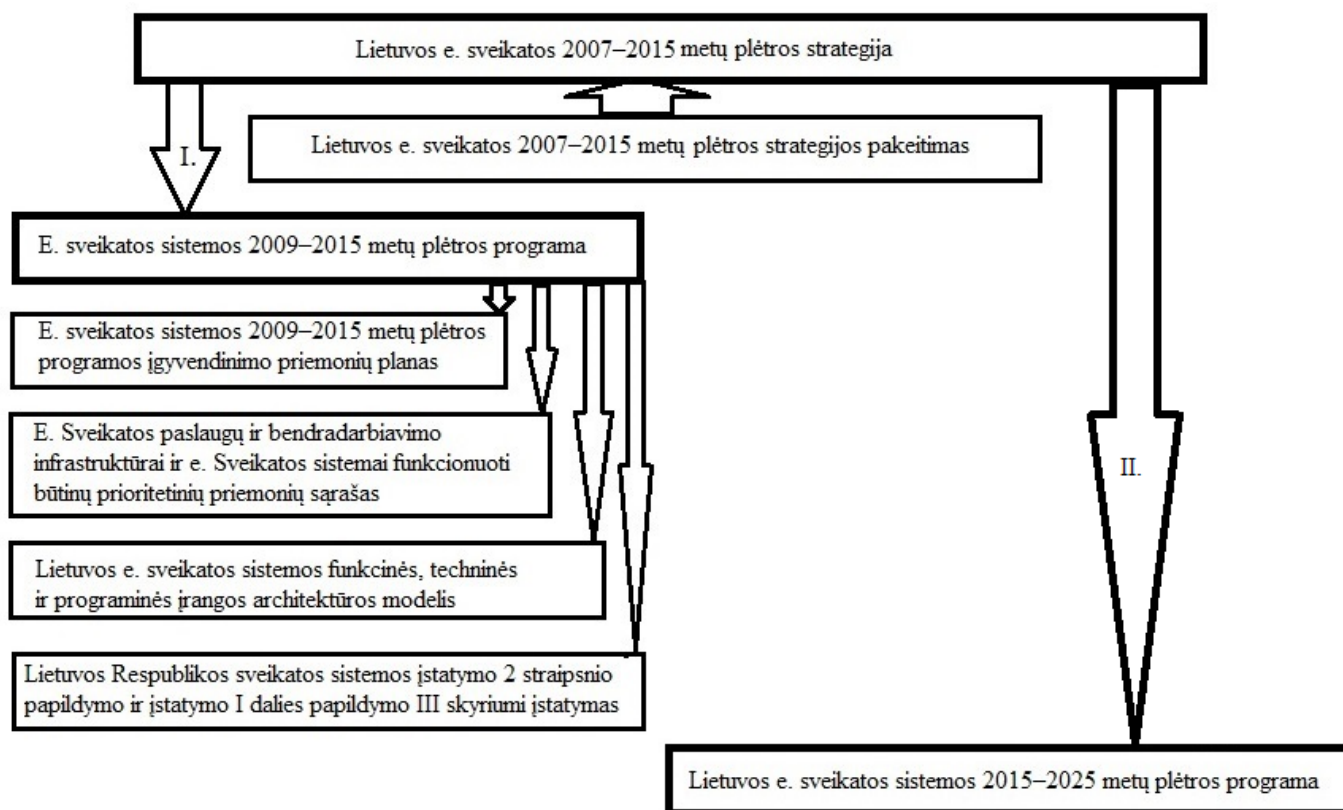 Lietuvos e. sveikatos 2007–2015 metų plėtros strategija
I.
Lietuvos e. sveikatos 2007–2015 metų plėtros strategijos pakeitimas
E. sveikatos sistemos 2009–2015 metų plėtros programa
E. sveikatos sistemos 2009–2015 metų plėtros
programos įgyvendinimo priemonių planas
E. Sveikatos paslaugų ir bendradarbiavimo
infrastruktūrai ir e. Sveikatos sistemai funkcionuoti
būtinų prioritetinių priemonių sąrašas
II.
Lietuvos e. sveikatos sistemos funkcinės, techninės
ir programinės įrangos architektūros modelis
Lietuvos Respublikos sveikatos sistemos įstatymo 2 straipsnio
papildymo ir įstatymo I dalies papildymo III skyriumi įstatymas
Lietuvos e. sveikatos sistemos 2015–2025 metų plėtros programa